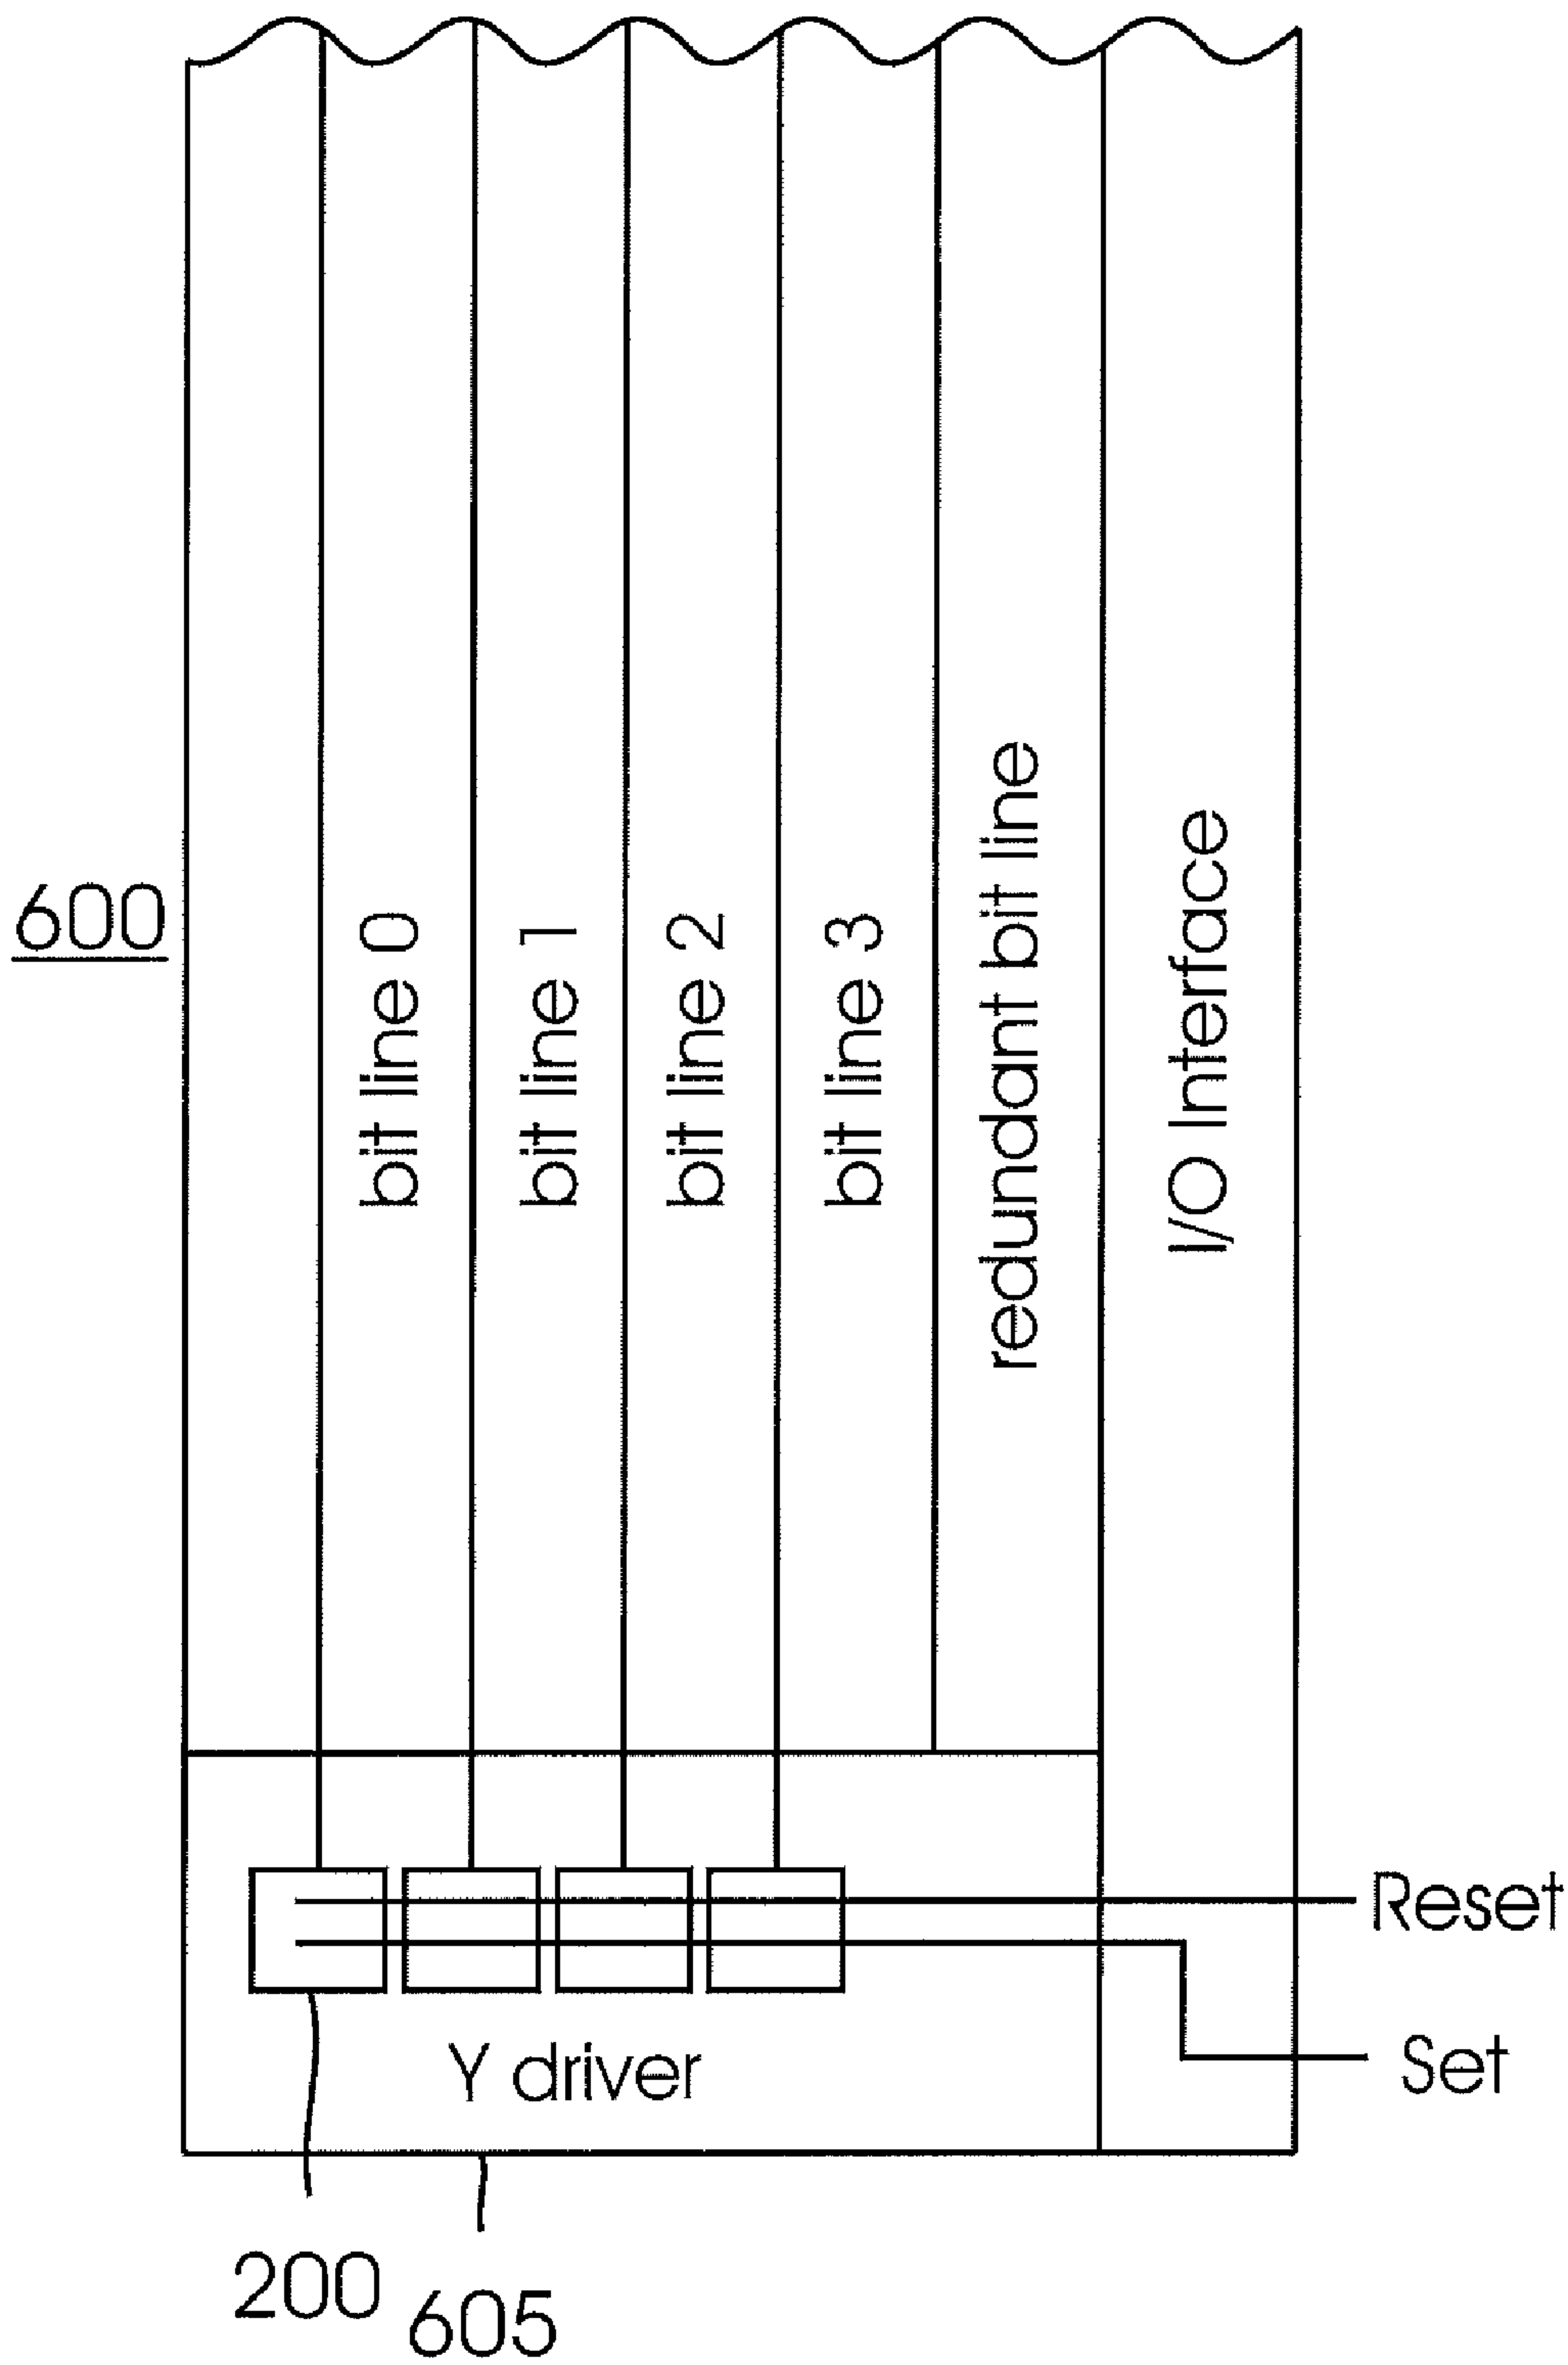 600
bit line 0
bit line 1
bit line 2
bit line 3
redundant bit line
I/O Interface
Reset
Set
Y driver
200
605